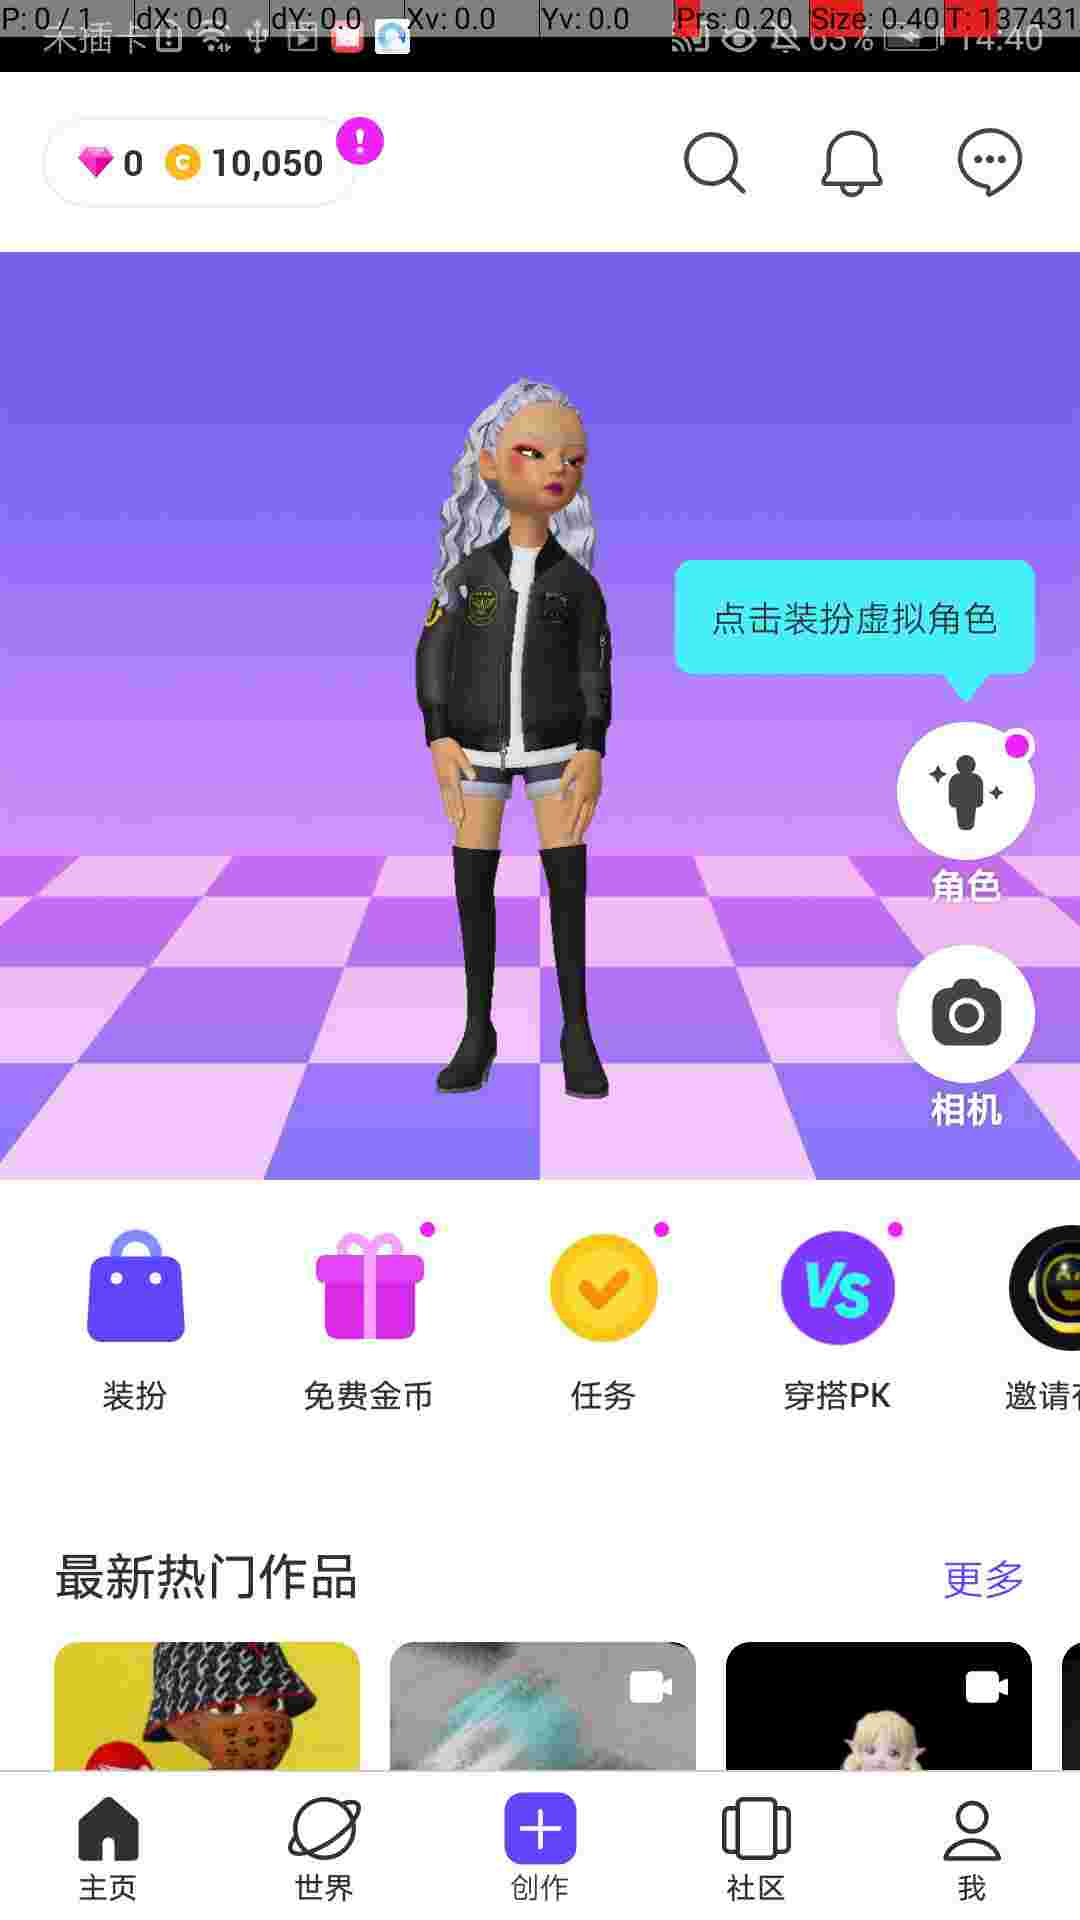 P: 0 / 1 dX: 0.0 dY: 0.0 Xv: 0.0 Yv: 0.0 Prs: 0.20 Size: 0.40 T: 137431
未插卡 63% 14:40
0 C 10,050 !
点击装扮虚拟角色
角色
相机
VS
装扮 免费金币 任务 穿搭PK 邀请
最新热门作品 更多
主页 世界 创作 社区 我